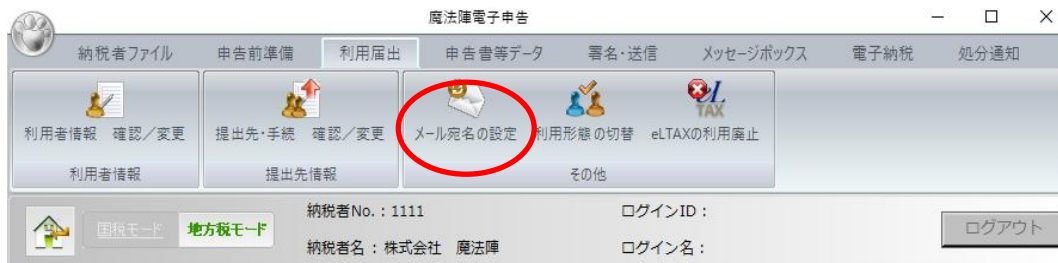 魔法陣電子申告
納税者ファイル 申告前準備 利用届出 申告書等データ 署名・送信 メッセージボックス 電子納税 処分通知
利用者情報 確認／変更 提出先・手続 確認／変更 メール宛名の設定 利用形態の切替 eLTAXの利用廃止
利用者情報 提出先情報 その他
納税者No.：1111 ログインID：
国税モード 地方税モード ログアウト
納税者名：株式会社 魔法陣 ログイン名：